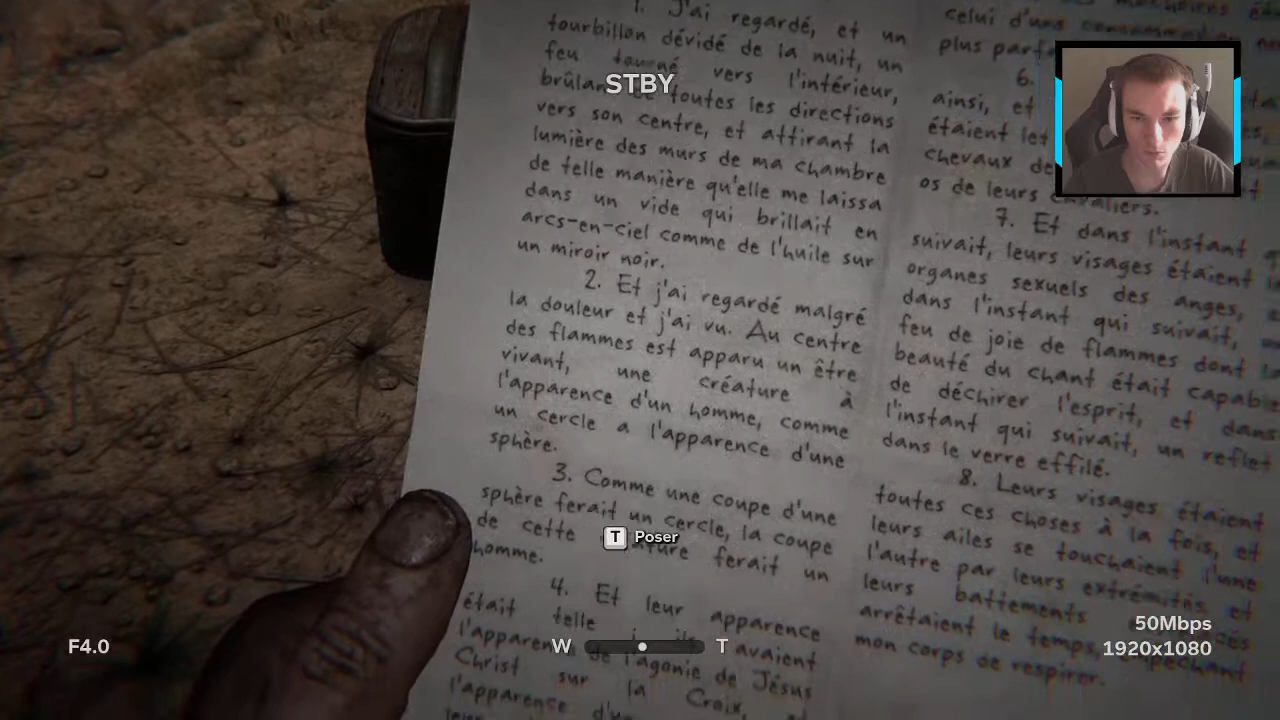 1. J'ai regardé, et un
tourbillon dévidé de la nuit, un
feu tourné vers l'intérieur,
toutes les directions
vers son centre, et attirant la
lumière des murs de ma chambre
de telle manière qu'elle me laissa
dans un vide qui brillait en
arcs-en-ciel comme de l'huile sur
un miroir noir.
2. Et j'ai regardé malgré
la douleur et j'ai vu. Au centre
des flammes est apparu un être
vivant, une créature à
l'apparence d'un homme, comme
un cercle a l'apparence d'une
sphère.
3. Comme une coupe d'une
sphère ferait un cercle, la coupe
de cette ferait un
homme.
4. Et leur apparence
était telle avaient
l'apparence de l'agonie de Jésus
Christ sur la Croix, et
l'apparence
celui d'une
plus
6.
ainsi, et
étaient
chevaux de
os de leurs cavaliers.
7. Et dans l'instant
suivait, leurs visages étaient
organes sexuels des anges,
dans l'instant qui suivait,
feu de joie de flammes dont
beauté du chant était capable
de déchirer l'esprit, et dans
l'instant qui suivait, un reflet
dans le verre effilé.
8. Leurs visages étaient
toutes ces choses à la fois, et
leurs ailes se touchaient l'une
l'autre par leurs extrémités et
leurs battements
arrêtaient le temps,
mon corps de respirer.
STBY
T Poser
F4.0
W T
50Mbps
1920x1080